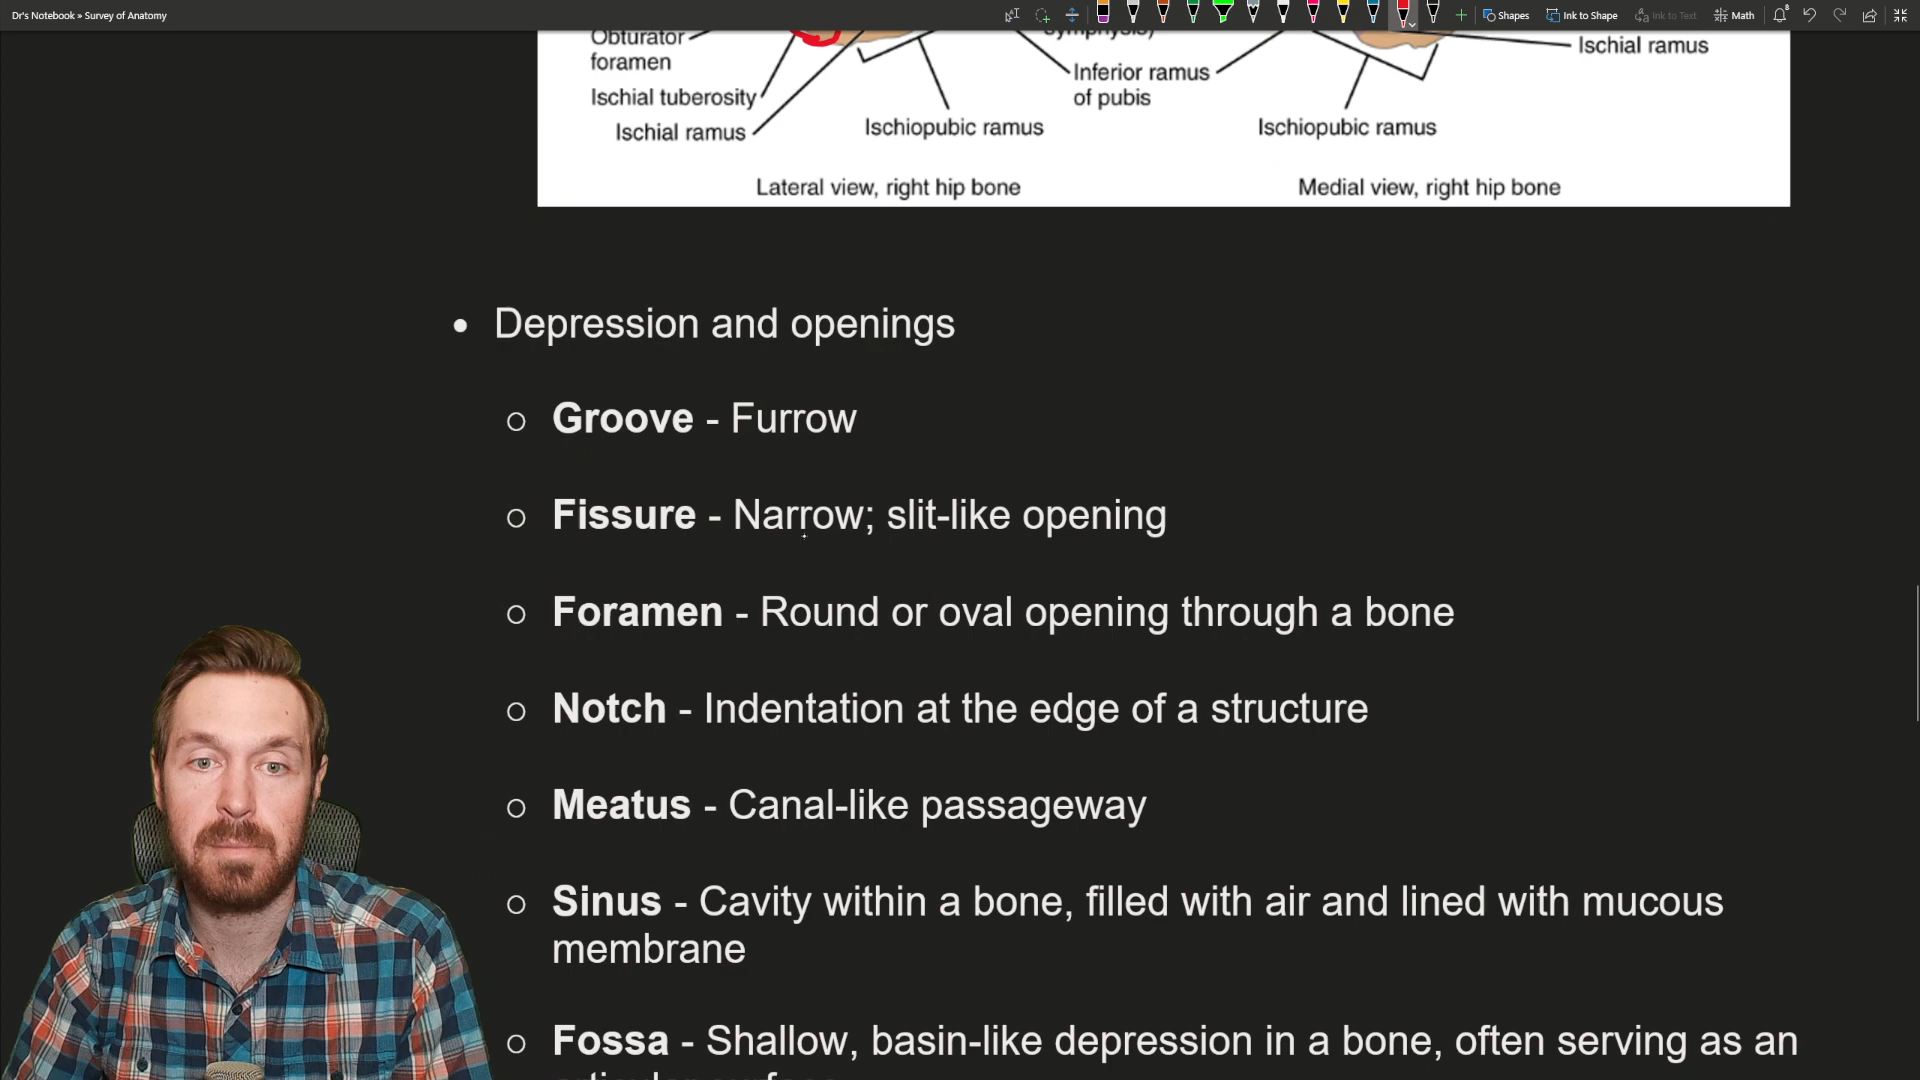 Dr's Notebook » Survey of Anatomy
Shapes
Ink to Shape
Ink to Text
Math
Obturator
foramen
Ischial tuberosity
Ischial ramus
Ischiopubic ramus
symphysis)
Inferior ramus
of pubis
Ischial ramus
Ischiopubic ramus
Lateral view, right hip bone
Medial view, right hip bone
• Depression and openings
o Groove - Furrow
o Fissure - Narrow; slit-like opening
o Foramen - Round or oval opening through a bone
o Notch - Indentation at the edge of a structure
o Meatus - Canal-like passageway
o Sinus - Cavity within a bone, filled with air and lined with mucous
membrane
o Fossa - Shallow, basin-like depression in a bone, often serving as an